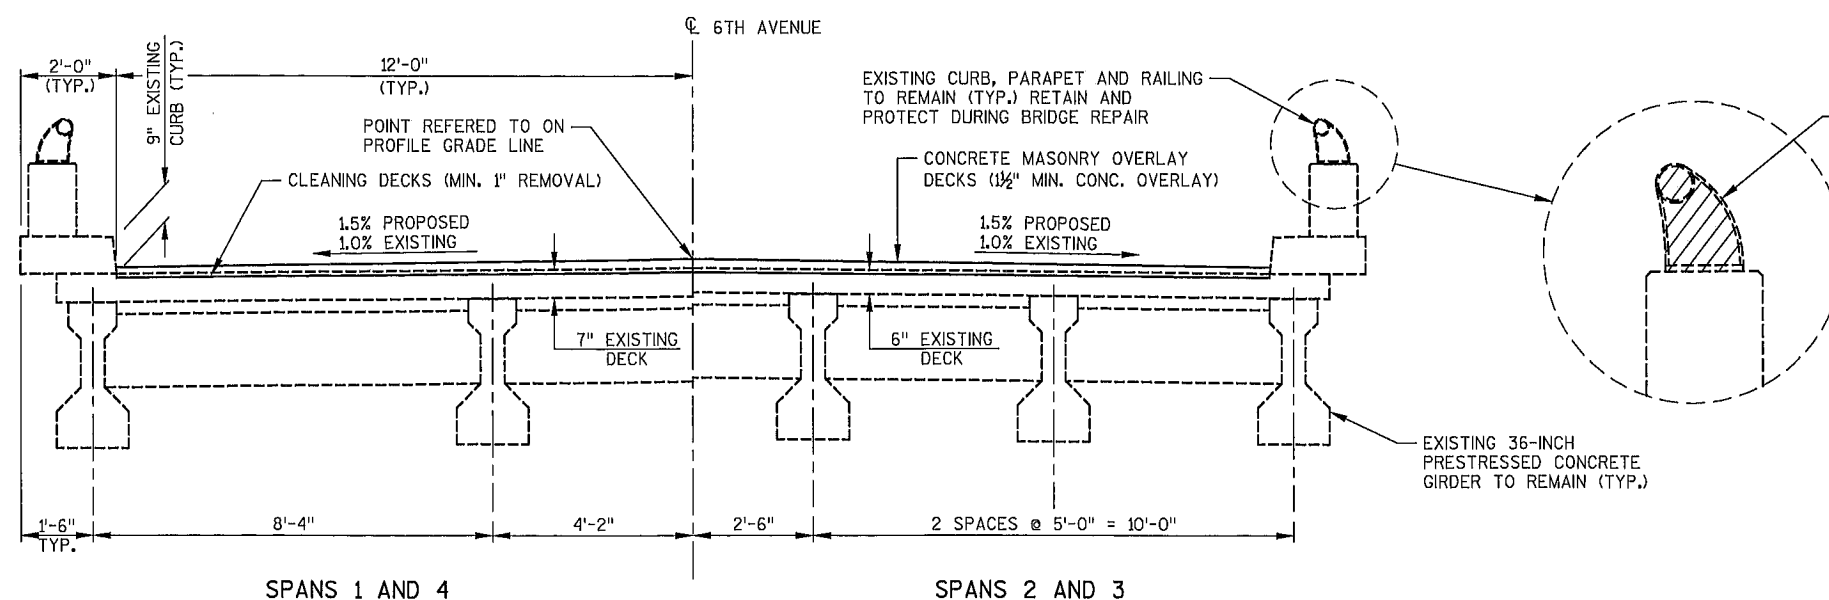 ℄ 6TH AVENUE
2'-0"
(TYP.)
9" EXISTING
CURB (TYP.)
12'-0"
(TYP.)
POINT REFERED TO ON
PROFILE GRADE LINE
CLEANING DECKS (MIN. 1" REMOVAL)
1.5% PROPOSED
1.0% EXISTING
EXISTING CURB, PARAPET AND RAILING
TO REMAIN (TYP.) RETAIN AND
PROTECT DURING BRIDGE REPAIR
CONCRETE MASONRY OVERLAY
DECKS (1½" MIN. CONC. OVERLAY)
1.5% PROPOSED
1.0% EXISTING
7" EXISTING
DECK
6" EXISTING
DECK
EXISTING 36-INCH
PRESTRESSED CONCRETE
GIRDER TO REMAIN (TYP.)
1'-6"
TYP.
8'-4"
4'-2"
2'-6"
2 SPACES @ 5'-0" = 10'-0"
SPANS 1 AND 4
SPANS 2 AND 3